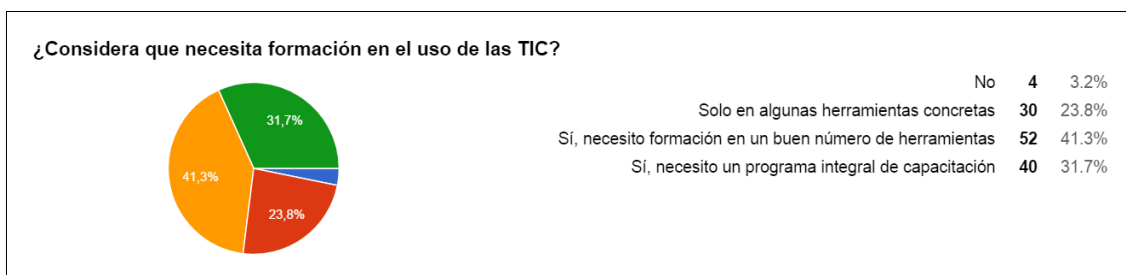 ¿Considera que necesita formación en el uso de las TIC?
31,7%
41,3%
23,8%
No 4 3.2%
Solo en algunas herramientas concretas 30 23.8%
Sí, necesito formación en un buen número de herramientas 52 41.3%
Sí, necesito un programa integral de capacitación 40 31.7%